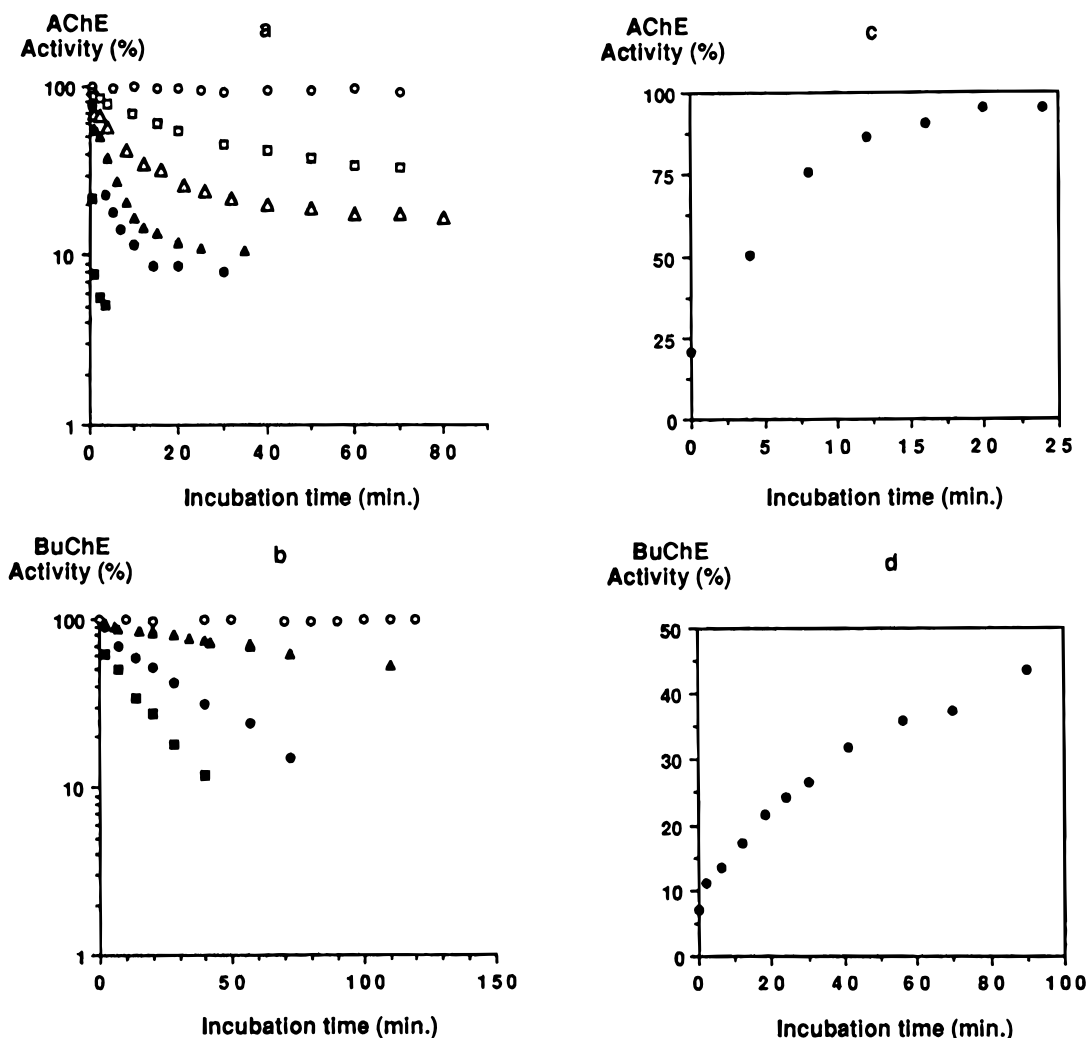 AChE
Activity (%)
a
100
10
1
0 20 40 60 80
Incubation time (min.)
AChE
Activity (%)
c
100
75
50
25
0
0 5 10 15 20 25
Incubation time (min.)
BuChE
Activity (%)
b
100
10
1
0 50 100 150
Incubation time (min.)
BuChE
Activity (%)
d
50
40
30
20
10
0
0 20 40 60 80 100
Incubation time (min.)